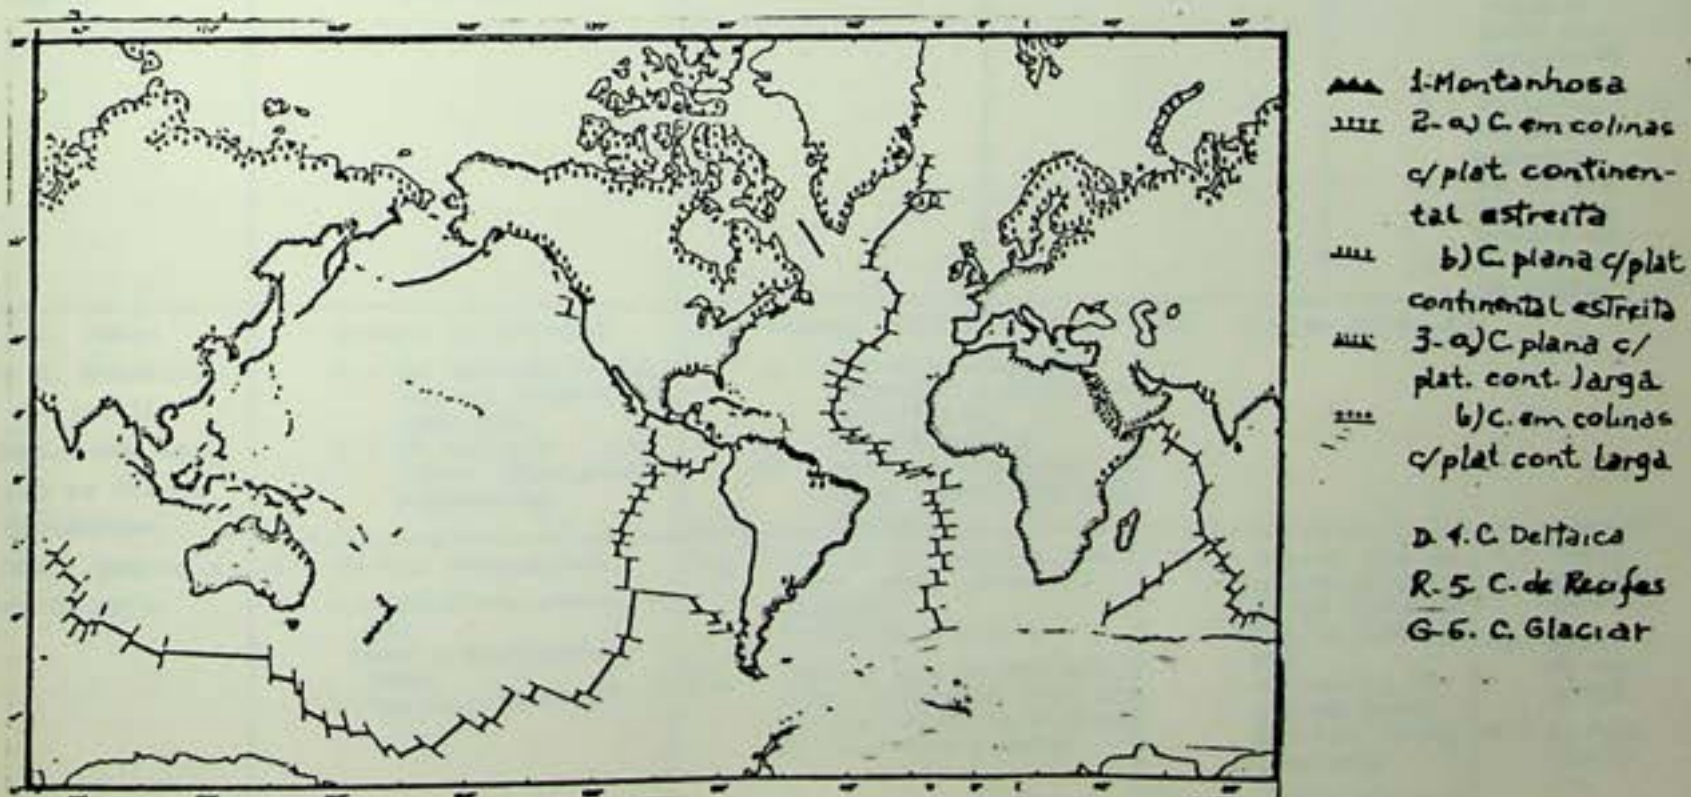 1-Montanhosa
2-a) C. em colinas
c/plat. continen-
tal estreita
b) C. plana c/plat
continental estreita
3-a) C. plana c/
plat. cont. larga
b) C. em colinas
c/plat cont. larga
D. 4. C. Deltaica
R-5 C. de Recifes
G-6. C. Glaciar